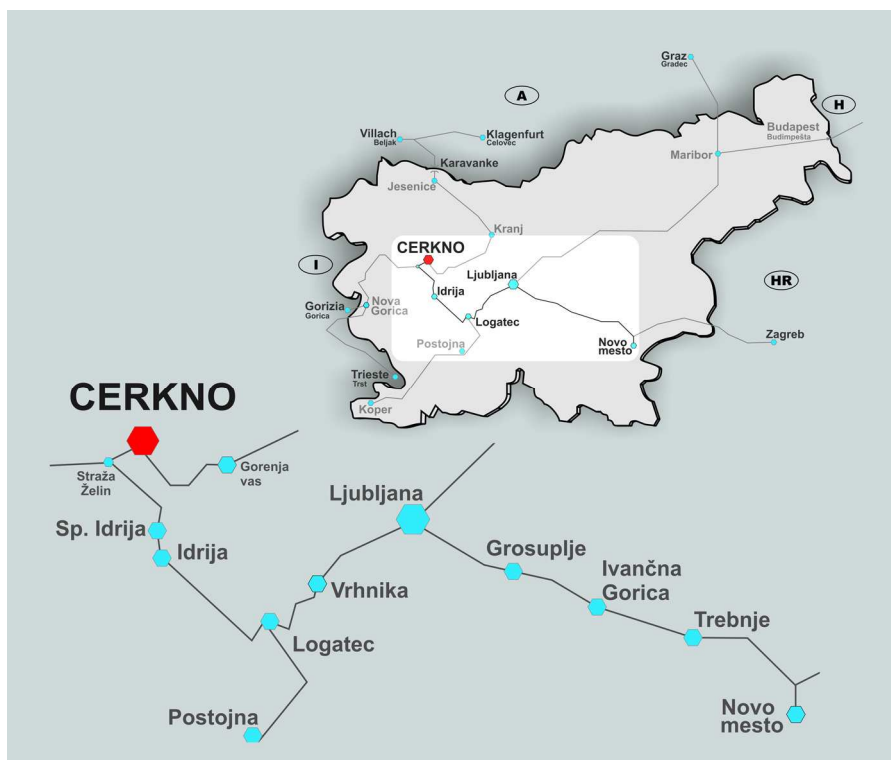 Graz
Gradec
A
H
Budapest
Budimpešta
Villach
Beljak
Klagenfurt
Celovec
Maribor
Karavanke
Jesenice
Kranj
CERKNO
I
Ljubljana
HR
Idrija
Nova
Gorica
Gorizia
Gorica
Logatec
Zagreb
Postojna
Novo
mesto
Trieste
Trst
Koper
CERKNO
Straža
Želin
Gorenja
vas
Ljubljana
Sp. Idrija
Idrija
Grosuplje
Ivančna
Gorica
Vrhnika
Trebnje
Logatec
Postojna
Novo
mesto